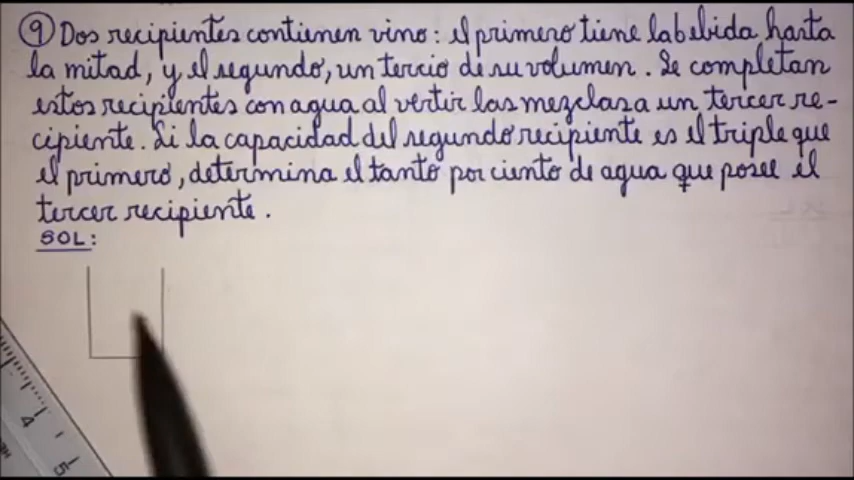 9 Dos recipientes contienen vino: el primero tiene la bebida hasta
la mitad, y el segundo, un tercio de su volumen. Se completan
estos recipientes con agua al vertir las mezclas a un tercer re-
cipiente. Si la capacidad del segundo recipiente es el triple que
el primero, determina el tanto por ciento de agua que posee el
tercer recipiente.
SOL:
4
5